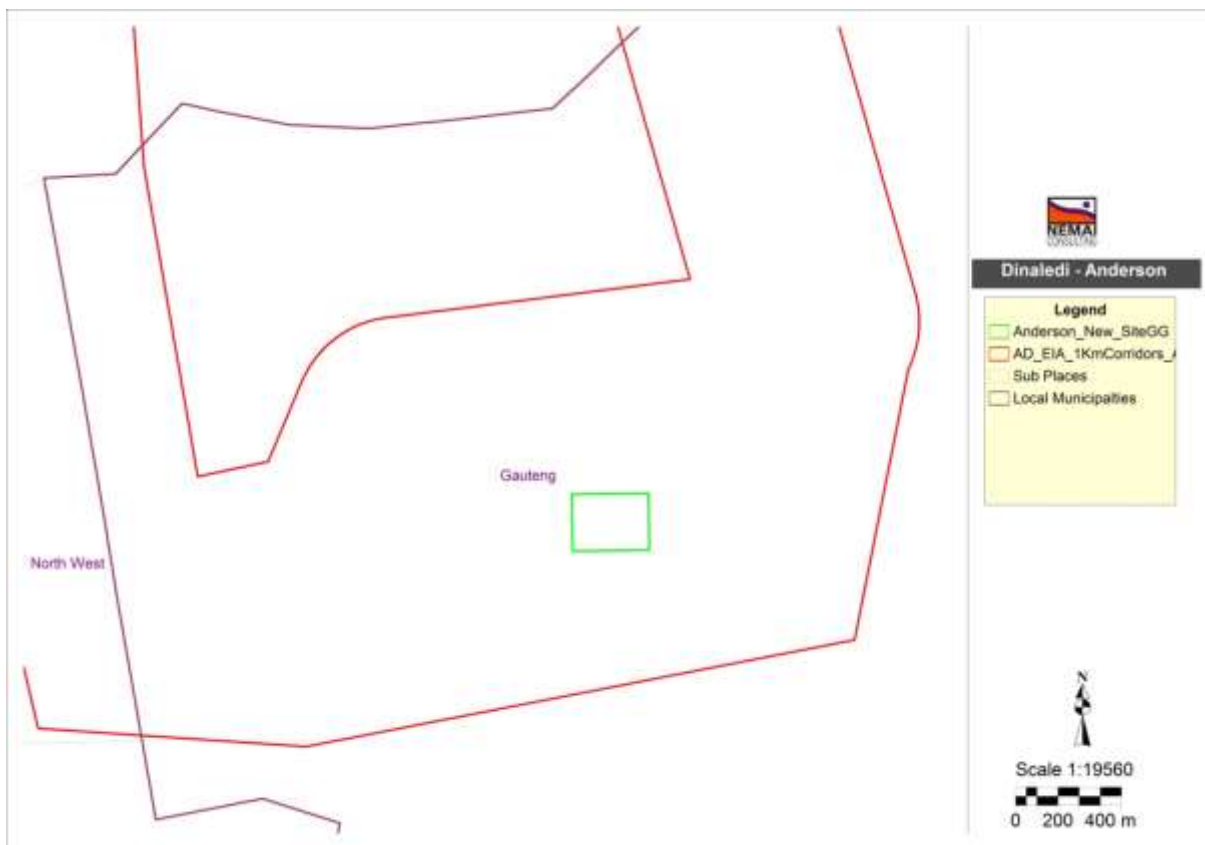 Gauteng
North West
NEMAI
CONSULTING
Dinaledi - Anderson
Legend
Anderson_New_SiteGG
AD_EIA_1KmCorridors_
Sub Places
Local Municipalties
N
Scale 1:19560
0 200 400 m